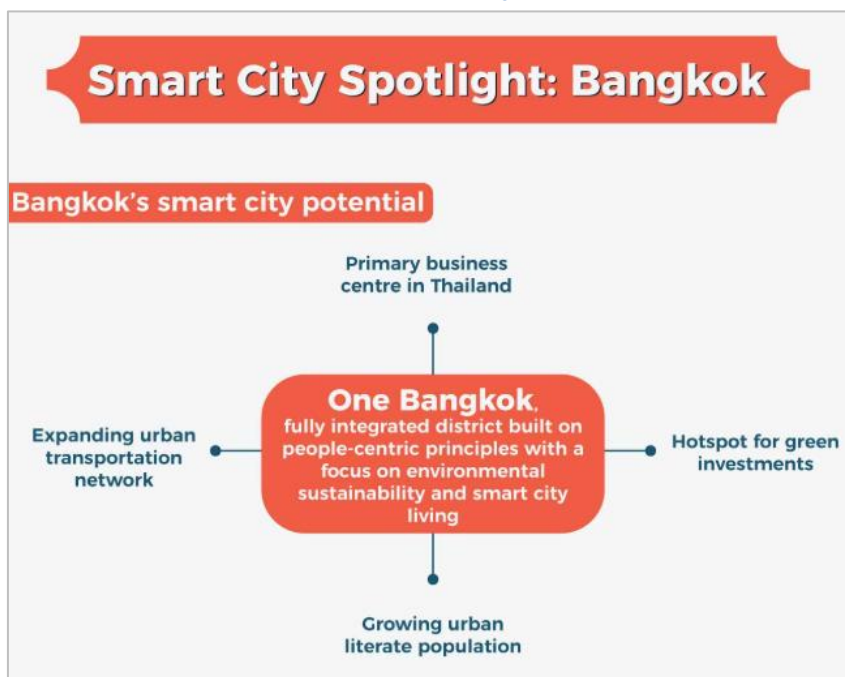 Smart City Spotlight: Bangkok
Bangkok's smart city potential
Primary business
centre in Thailand
One Bangkok,
fully integrated district built on
people-centric principles with a
focus on environmental
sustainability and smart city
living
Expanding urban
transportation
network
Hotspot for green
investments
Growing urban
literate population